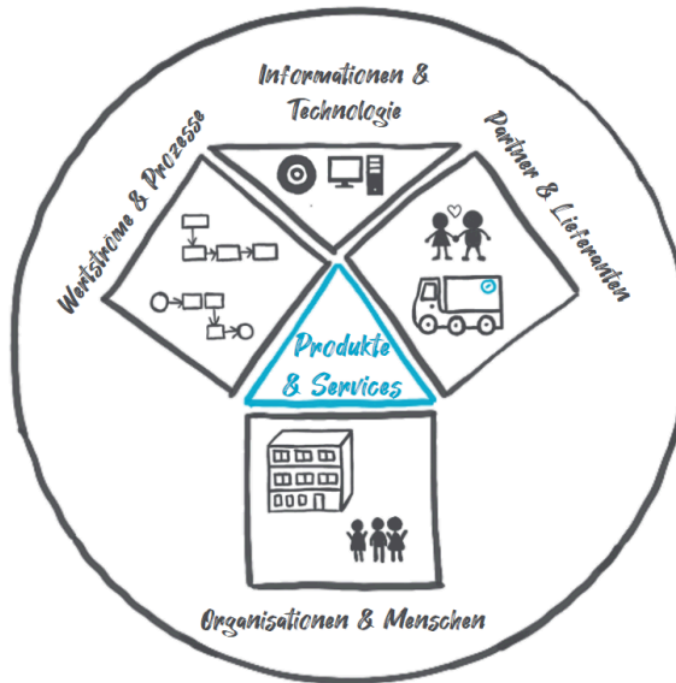 Informationen &
Technologie
Wertströme & Prozesse
Partner & Lieferanten
Produkte
& Services
Organisationen & Menschen